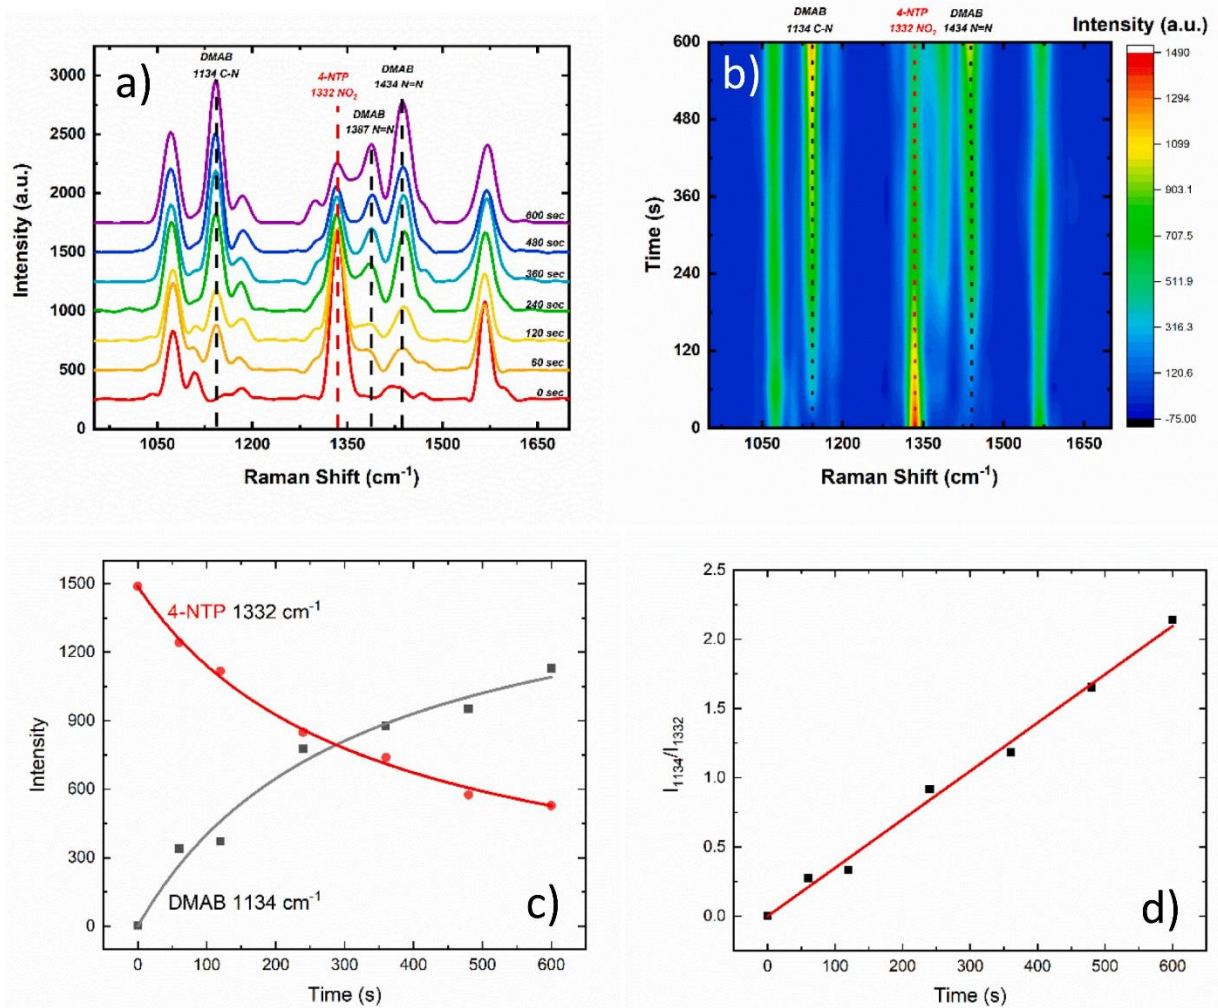 a)
DMAB
1134 C-N
4-NTP
1332 NO₂
DMAB
1434 N=N
DMAB
1387 N=N
3000
2500
2000
1500
1000
500
0
Intensity (a.u.)
600 sec
480 sec
360 sec
240 sec
120 sec
60 sec
0 sec
1050 1200 1350 1500 1650
Raman Shift (cm⁻¹)
b)
DMAB
1134 C-N
4-NTP
1332 NO₂
DMAB
1434 N=N
Intensity (a.u.)
600
480
360
240
120
0
Time (s)
1050 1200 1350 1500 1650
Raman Shift (cm⁻¹)
1490
1294
1099
903.1
707.5
511.9
316.3
120.6
-75.00
1500
1200
900
600
300
0
Intensity
4-NTP 1332 cm⁻¹
DMAB 1134 cm⁻¹
c)
0 100 200 300 400 500 600
Time (s)
2.5
2.0
1.5
1.0
0.5
0.0
I₁₁₃₄/I₁₃₃₂
d)
0 100 200 300 400 500 600
Time (s)